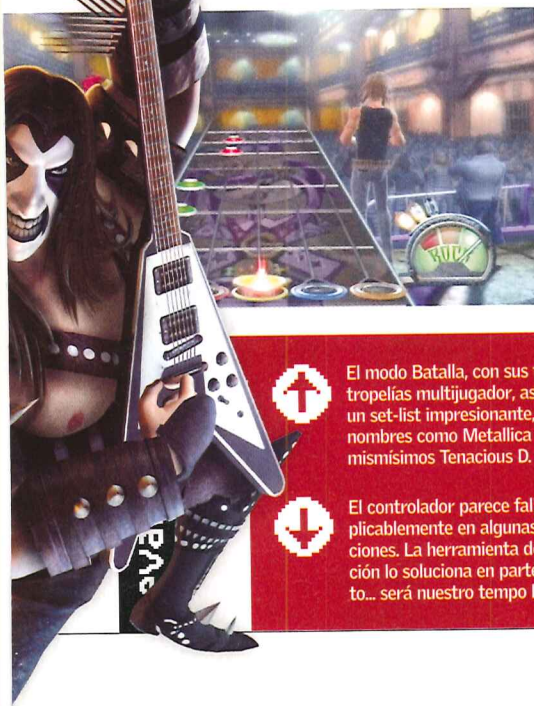 ROCK
El modo Batalla, con sus
tropelías multijugador, as
un set-list impresionante,
nombres como Metallica
mismísimos Tenacious D.
El controlador parece fal
plicablemente en algunas
ciones. La herramienta de
ción lo soluciona en parte
to... será nuestro tempo